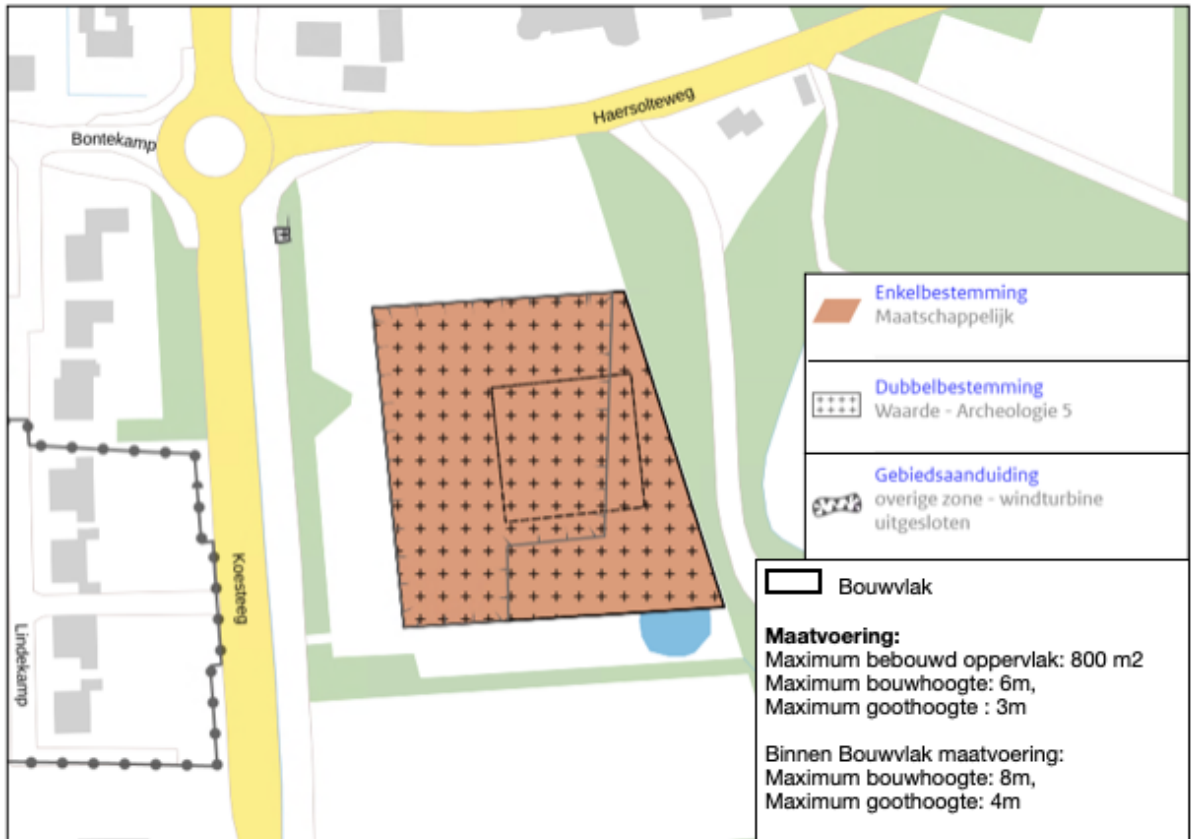 Bontekamp
Haersolteweg
Koesteeg
Lindekamp
Enkelbestemming
Maatschappelijk
Dubbelbestemming
Waarde - Archeologie 5
Gebiedsaanduiding
overige zone - windturbine
uitgesloten
Bouwvlak
Maatvoering:
Maximum bebouwd oppervlak: 800 m2
Maximum bouwhoogte: 6m,
Maximum goothoogte : 3m
Binnen Bouwvlak maatvoering:
Maximum bouwhoogte: 8m,
Maximum goothoogte: 4m